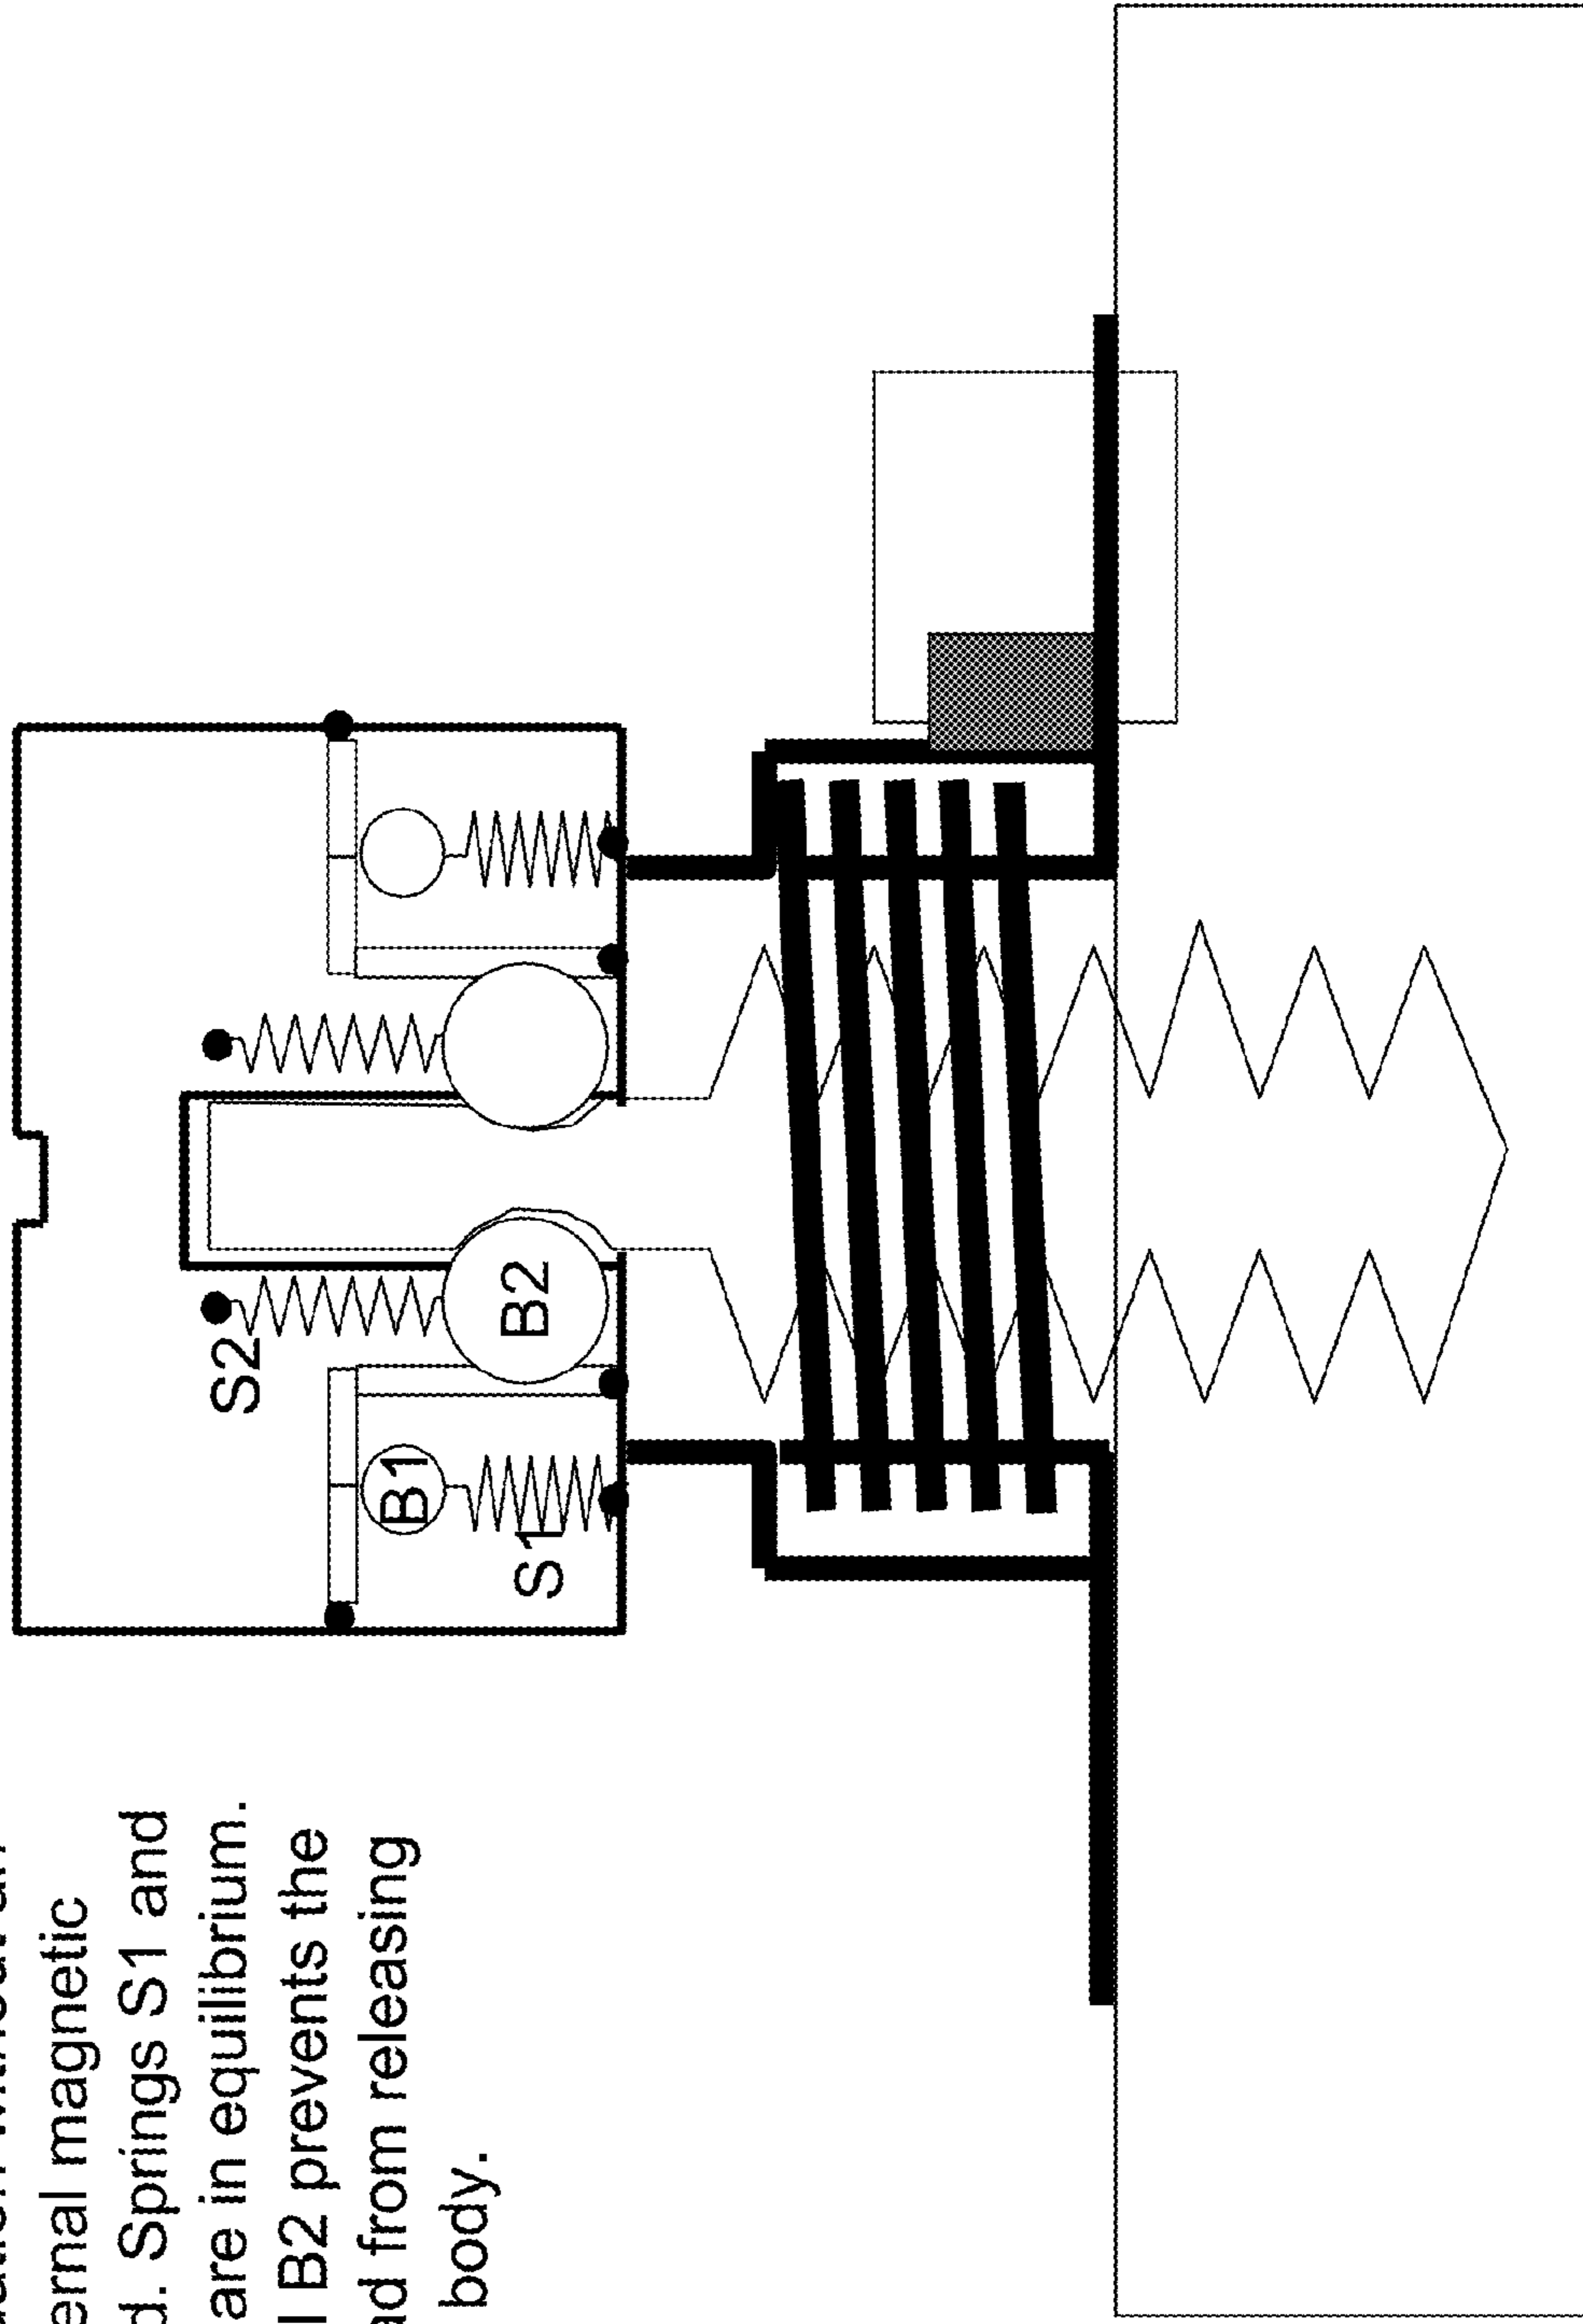 ernal magnetic
d. Springs S1 and
are in equilibrium.
l B2 prevents the
ad from releasing
body.
S2
B2
B1
S1